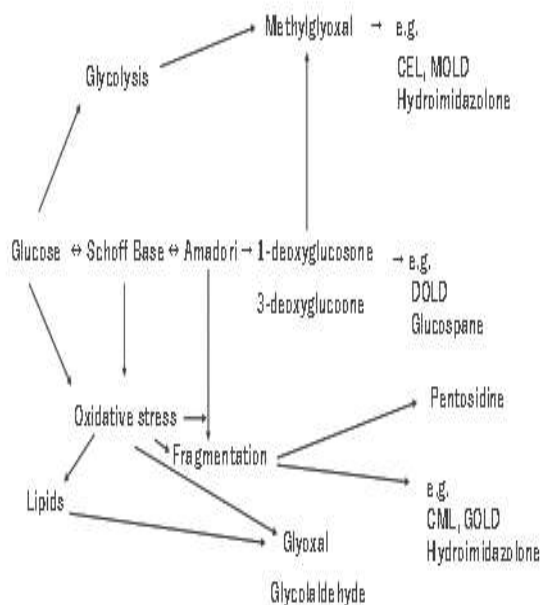 Methylglyoxal → e.g.
CEL, MOLD
Hydroimidazolone
Glycolysis
Glucose ↔ Schoff Base ↔ Amadori → 1-deoxyglucosone → e.g.
3-deoxyglucoone
DOLD
Glucospane
Pentosidine
Oxidative stress
Fragmentation
e.g.
CML, GOLD
Hydroimidazolone
Lipids
Glyoxal
Glycolaldehyde